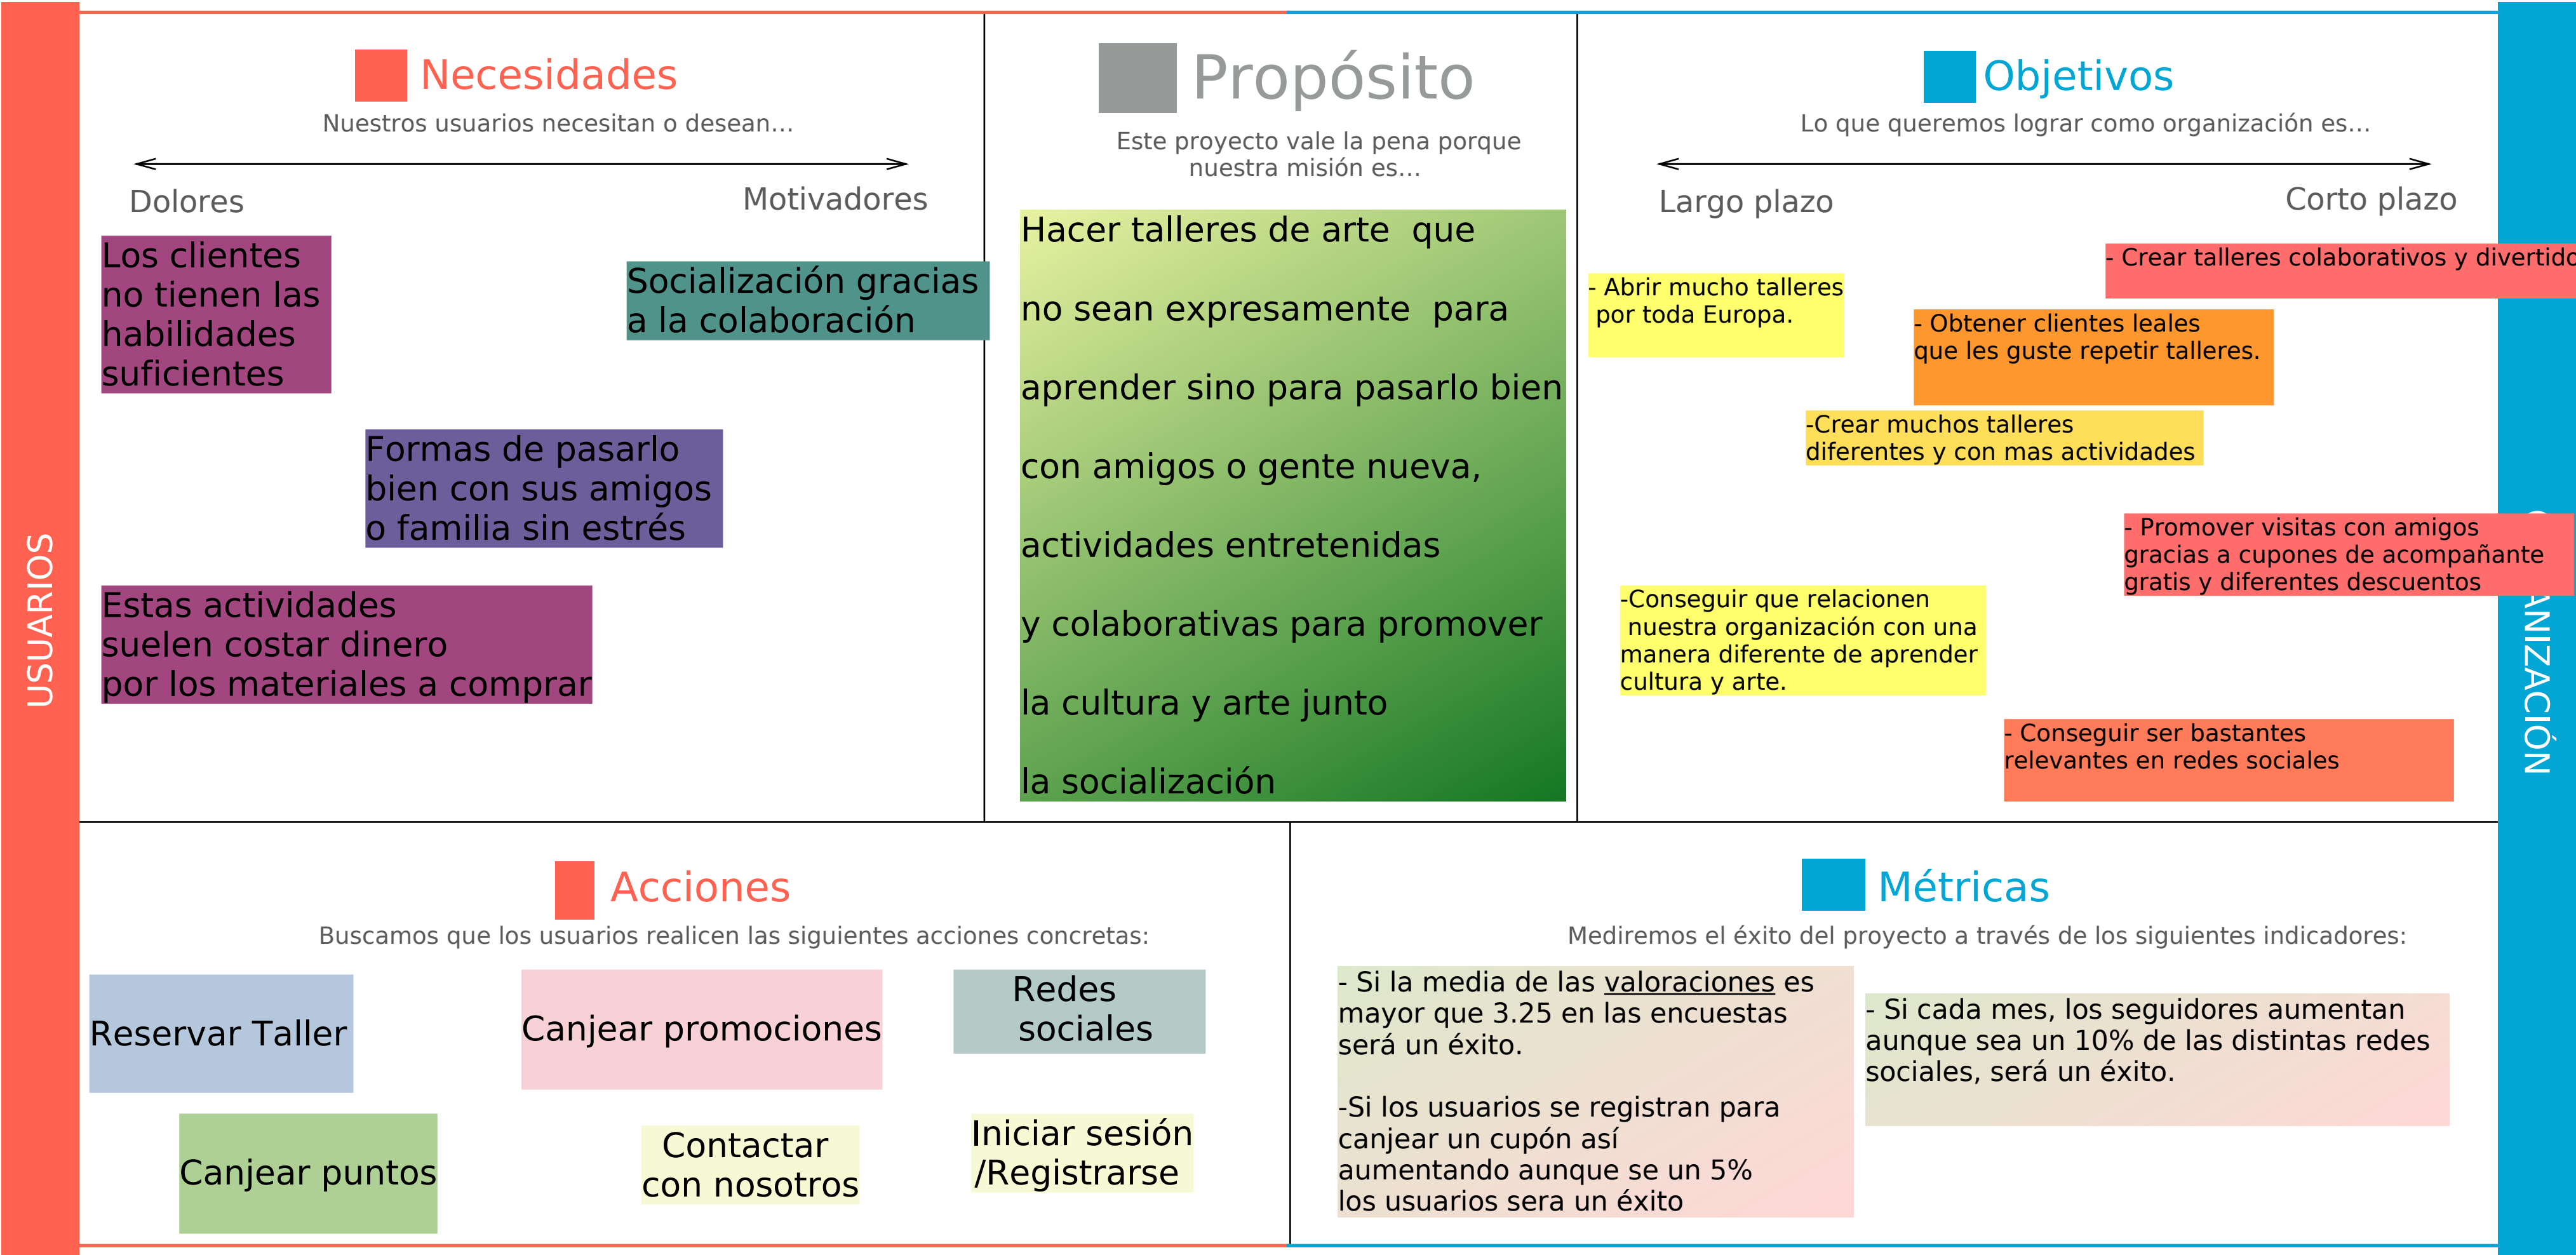 USUARIOS
Necesidades
Nuestros usuarios necesitan o desean...
Dolores
Motivadores
Los clientes
no tienen las
habilidades
suficientes
Socialización gracias
a la colaboración
Formas de pasarlo
bien con sus amigos
o familia sin estrés
Estas actividades
suelen costar dinero
por los materiales a comprar
Propósito
Este proyecto vale la pena porque
nuestra misión es...
Hacer talleres de arte  que
no sean expresamente  para
aprender sino para pasarlo bien
con amigos o gente nueva,
actividades entretenidas
y colaborativas para promover
la cultura y arte junto
la socialización
Objetivos
Lo que queremos lograr como organización es...
Largo plazo
Corto plazo
- Crear talleres colaborativos y
- Abrir mucho talleres
por toda Europa.
- Obtener clientes leales
que les guste repetir talleres.
-Crear muchos talleres
diferentes y con mas actividades
- Promover visitas con amigos
gracias a cupones de acompañante
gratis y diferentes descuentos
-Conseguir que relacionen
nuestra organización con una
manera diferente de aprender
cultura y arte.
- Conseguir ser bastantes
relevantes en redes sociales
Acciones
Buscamos que los usuarios realicen las siguientes acciones concretas:
Reservar Taller
Canjear promociones
Redes
sociales
Canjear puntos
Contactar
con nosotros
Iniciar sesión
/Registrarse
Métricas
Mediremos el éxito del proyecto a través de los siguientes indicadores:
- Si la media de las valoraciones es
mayor que 3.25 en las encuestas
será un éxito.
-Si los usuarios se registran para
canjear un cupón así
aumentando aunque se un 5%
los usuarios sera un éxito
- Si cada mes, los seguidores aumentan
aunque sea un 10% de las distintas redes
sociales, será un éxito.